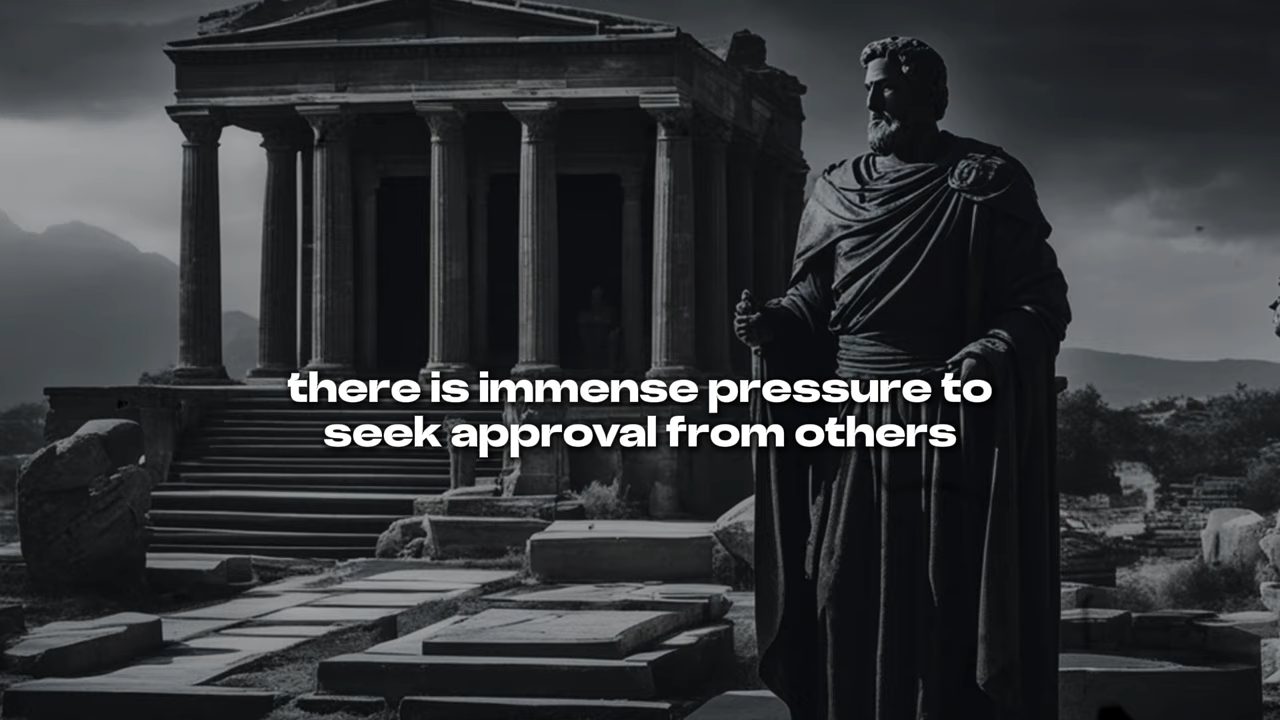 there is immense pressure to
seek approval from others